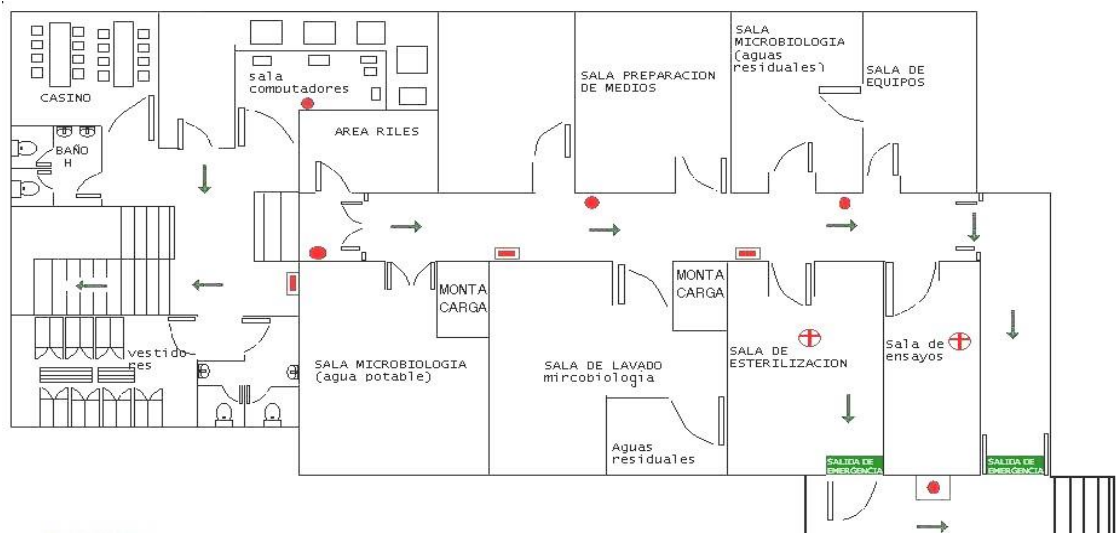 CASINO
BAÑO
H
sala
computadores
AREA RILES
SALA PREPARACION
DE MEDIOS
SALA
MICROBIOLOGIA
(aguas
residuales)
SALA DE
EQUIPOS
vestido
res
MONTA
CARGA
SALA MICROBIOLOGIA
(agua potable)
SALA DE LAVADO
mircobiologia
MONTA
CARGA
Aguas
residuales
SALA DE
ESTERILIZACION
Sala de
ensayos
SALIDA DE
EMERGENCIA
SALIDA DE
EMERGENCIA